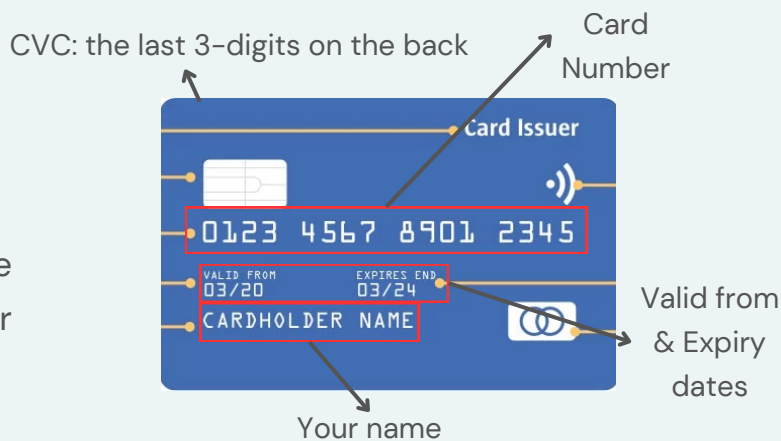 CVC: the last 3-digits on the back
Card
Number
Card Issuer
0123 4567 8901 2345
VALID FROM EXPIRES END
03/20 03/24
CARDHOLDER NAME
e
r
Valid from
& Expiry
dates
Your name